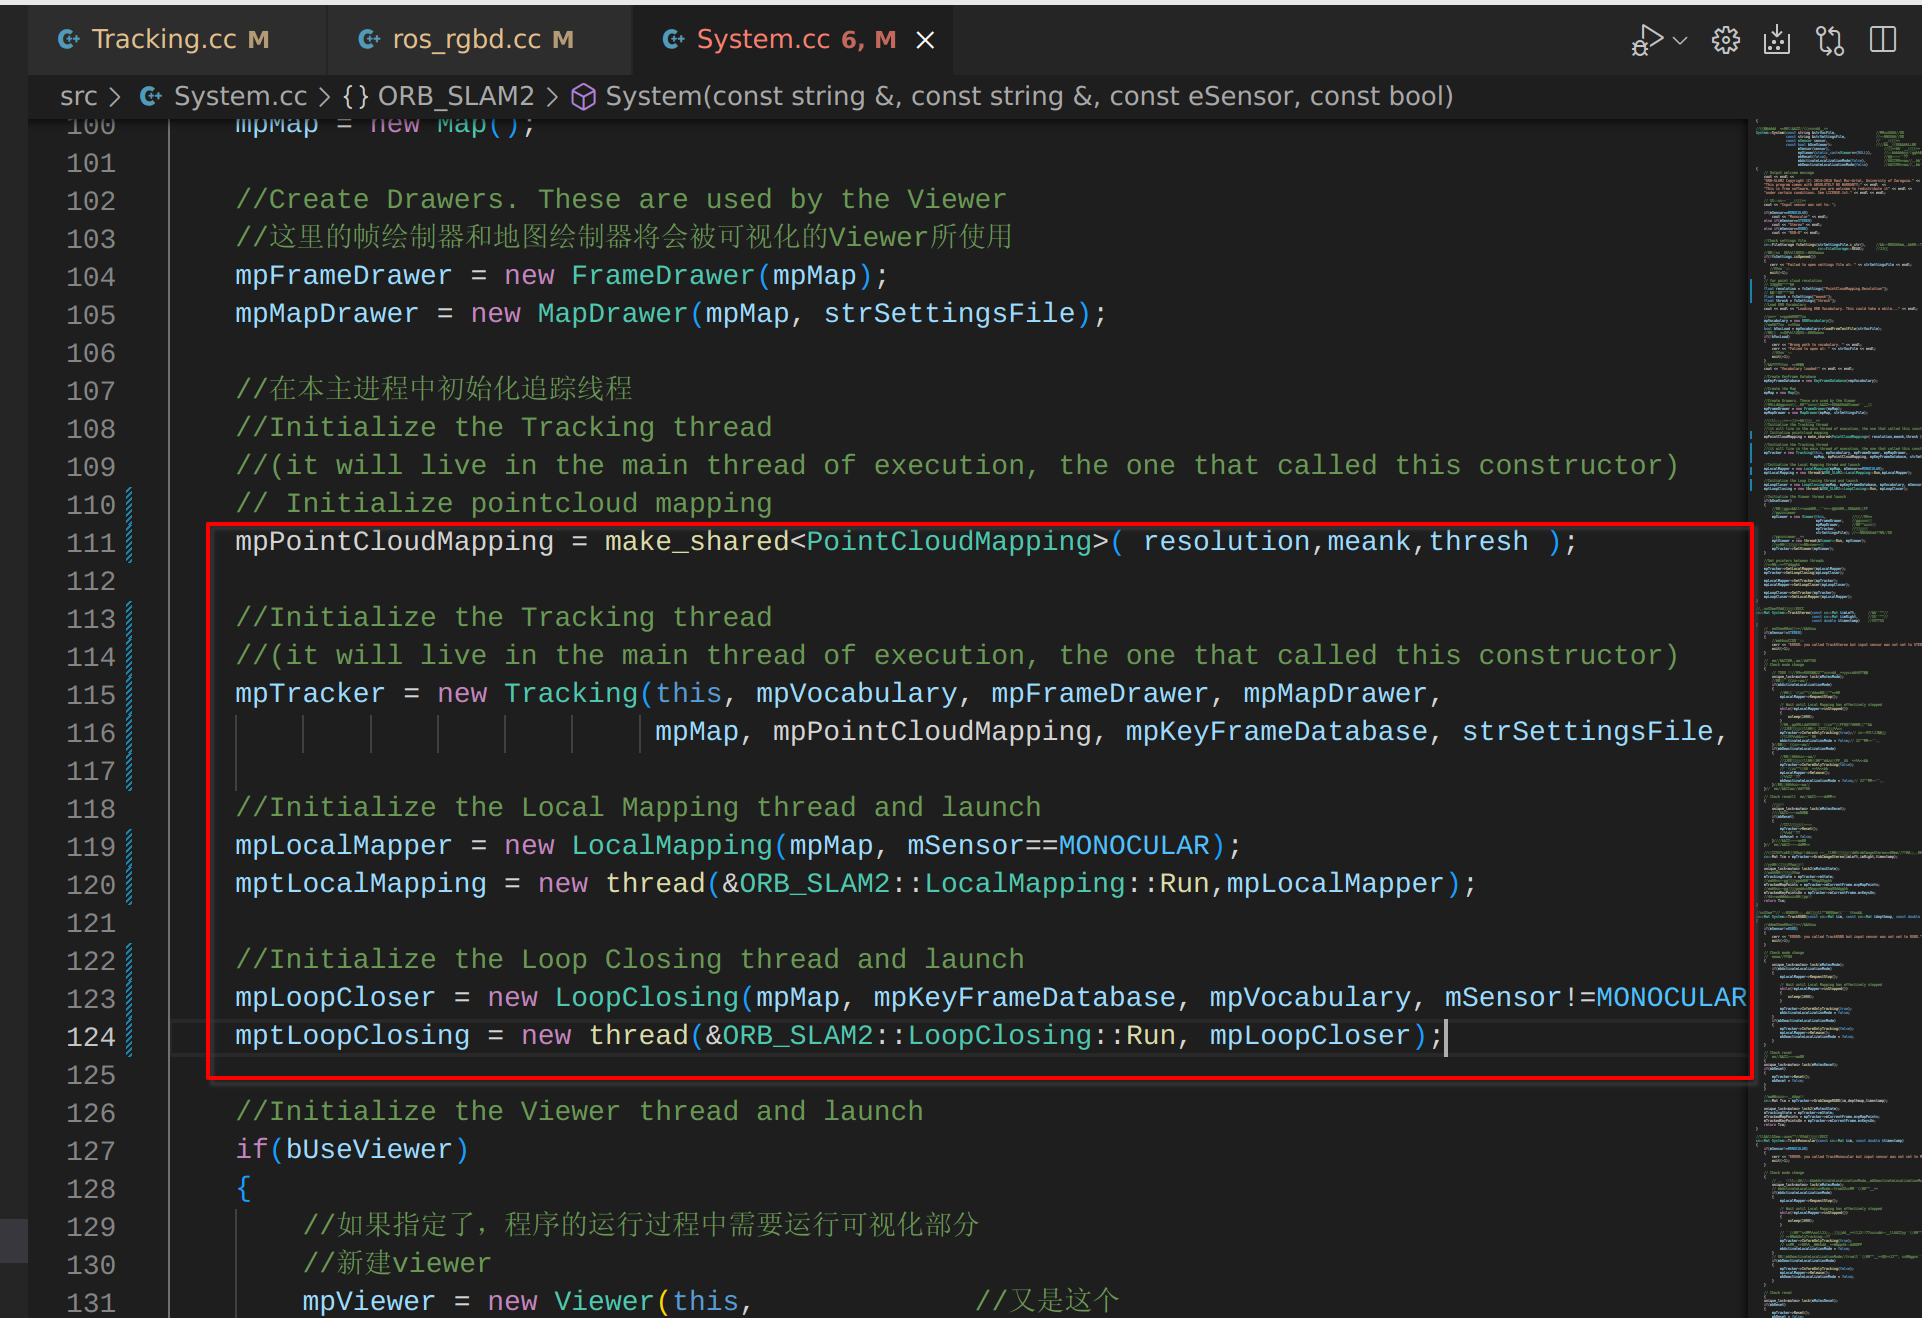 Tracking.cc M ros_rgbd.cc M System.cc 6, M
src > System.cc > {} ORB_SLAM2 > System(const string &, const string &, const eSensor, const bool)
100 mpMap = new Map();
101
102 //Create Drawers. These are used by the Viewer
103 //这里的帧绘制器和地图绘制器将会被可视化的Viewer所使用
104 mpFrameDrawer = new FrameDrawer(mpMap);
105 mpMapDrawer = new MapDrawer(mpMap, strSettingsFile);
106
107 //在本主进程中初始化追踪线程
108 //Initialize the Tracking thread
109 //(it will live in the main thread of execution, the one that called this constructor)
110 // Initialize pointcloud mapping
111 mpPointCloudMapping = make_shared<PointCloudMapping>( resolution,meank,thresh );
112
113 //Initialize the Tracking thread
114 //(it will live in the main thread of execution, the one that called this constructor)
115 mpTracker = new Tracking(this, mpVocabulary, mpFrameDrawer, mpMapDrawer,
116 mpMap, mpPointCloudMapping, mpKeyFrameDatabase, strSettingsFile,
117
118 //Initialize the Local Mapping thread and launch
119 mpLocalMapper = new LocalMapping(mpMap, mSensor==MONOCULAR);
120 mptLocalMapping = new thread(&ORB_SLAM2::LocalMapping::Run,mpLocalMapper);
121
122 //Initialize the Loop Closing thread and launch
123 mpLoopCloser = new LoopClosing(mpMap, mpKeyFrameDatabase, mpVocabulary, mSensor!=MONOCULAR
124 mptLoopClosing = new thread(&ORB_SLAM2::LoopClosing::Run, mpLoopCloser);
125
126 //Initialize the Viewer thread and launch
127 if(bUseViewer)
128 {
129 //如果指定了，程序的运行过程中需要运行可视化部分
130 //新建viewer
131 mpViewer = new Viewer(this, //又是这个